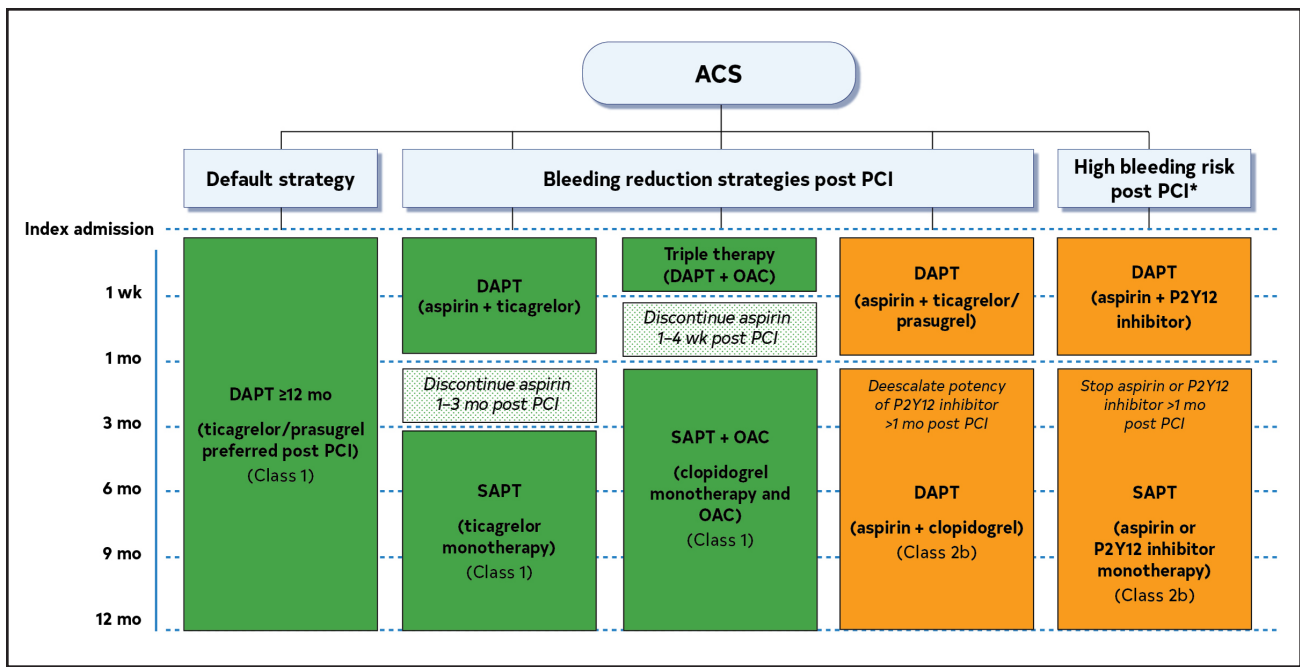 ACS
Default strategy
Bleeding reduction strategies post PCI
High bleeding risk
post PCI*
Index admission
1 wk
1 mo
3 mo
6 mo
9 mo
12 mo
DAPT ≥12 mo
(ticagrelor/prasugrel
preferred post PCI)
(Class 1)
DAPT
(aspirin + ticagrelor)
Discontinue aspirin
1–3 mo post PCI
SAPT
(ticagrelor
monotherapy)
(Class 1)
Triple therapy
(DAPT + OAC)
Discontinue aspirin
1–4 wk post PCI
SAPT + OAC
(clopidogrel
monotherapy and
OAC)
(Class 1)
DAPT
(aspirin + ticagrelor/
prasugrel)
Deescalate potency
of P2Y12 inhibitor
>1 mo post PCI
DAPT
(aspirin + clopidogrel)
(Class 2b)
DAPT
(aspirin + P2Y12
inhibitor)
Stop aspirin or P2Y12
inhibitor >1 mo
post PCI
SAPT
(aspirin or
P2Y12 inhibitor
monotherapy)
(Class 2b)